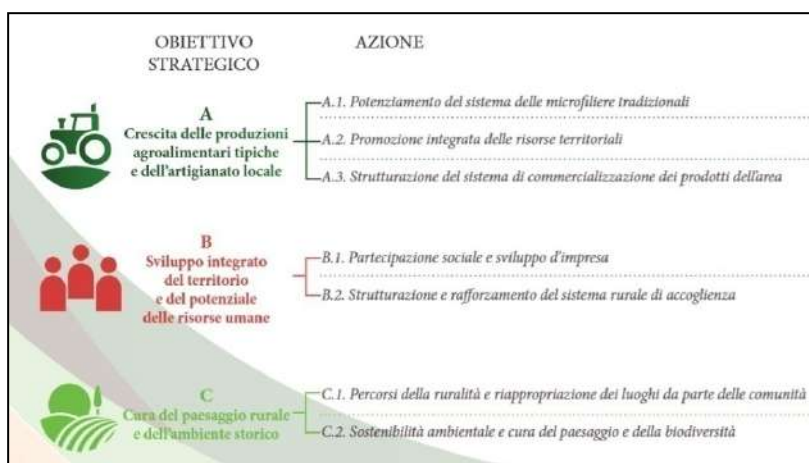 OBIETTIVO
STRATEGICO
AZIONE
A
Crescita delle produzioni
agroalimentari tipiche
e dell'artigianato locale
A.1. Potenziamento del sistema delle microfiliere tradizionali
A.2. Promozione integrata delle risorse territoriali
A.3. Strutturazione del sistema di commercializzazione dei prodotti dell'area
B
Sviluppo integrato
del territorio
e del potenziale
delle risorse umane
B.1. Partecipazione sociale e sviluppo d'impresa
B.2. Strutturazione e rafforzamento del sistema rurale di accoglienza
C
Cura del paesaggio rurale
e dell'ambiente storico
C.1. Percorsi della ruralità e riappropriazione dei luoghi da parte delle comunità
C.2. Sostenibilità ambientale e cura del paesaggio e della biodiversità